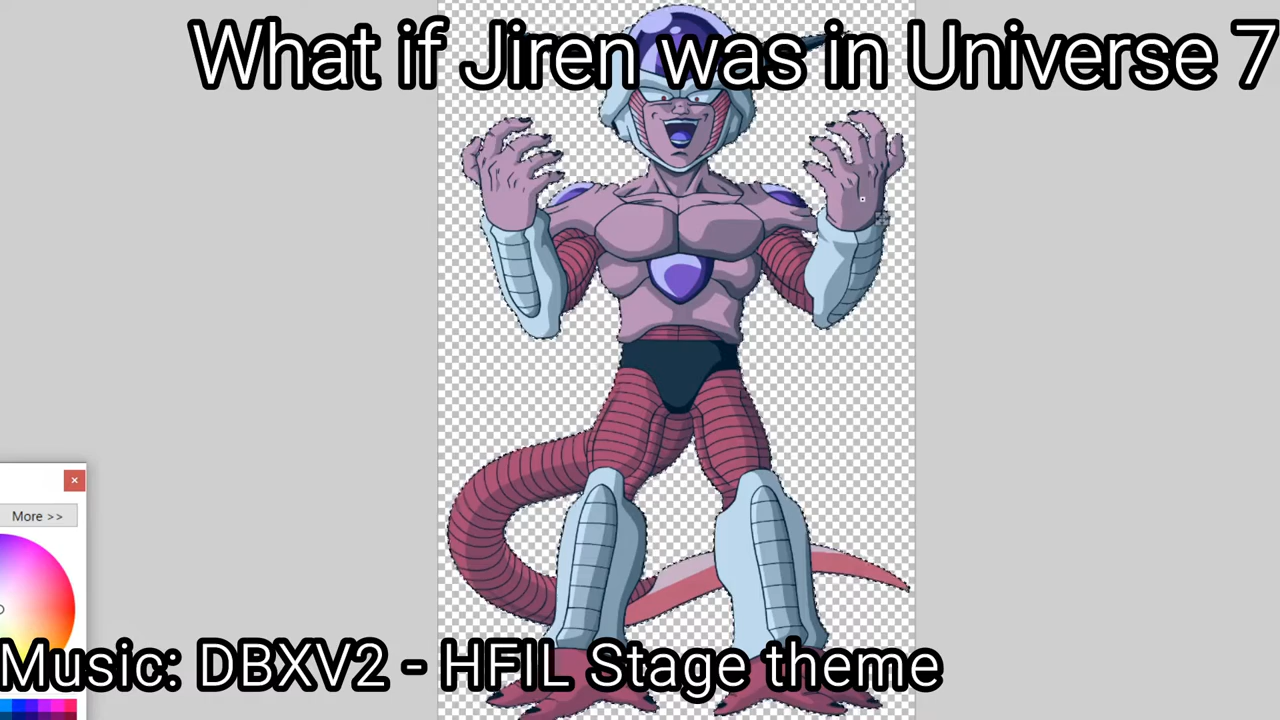 What if Jiren was in Universe 7
More >>
Music: DBXV2 - HFIL Stage theme